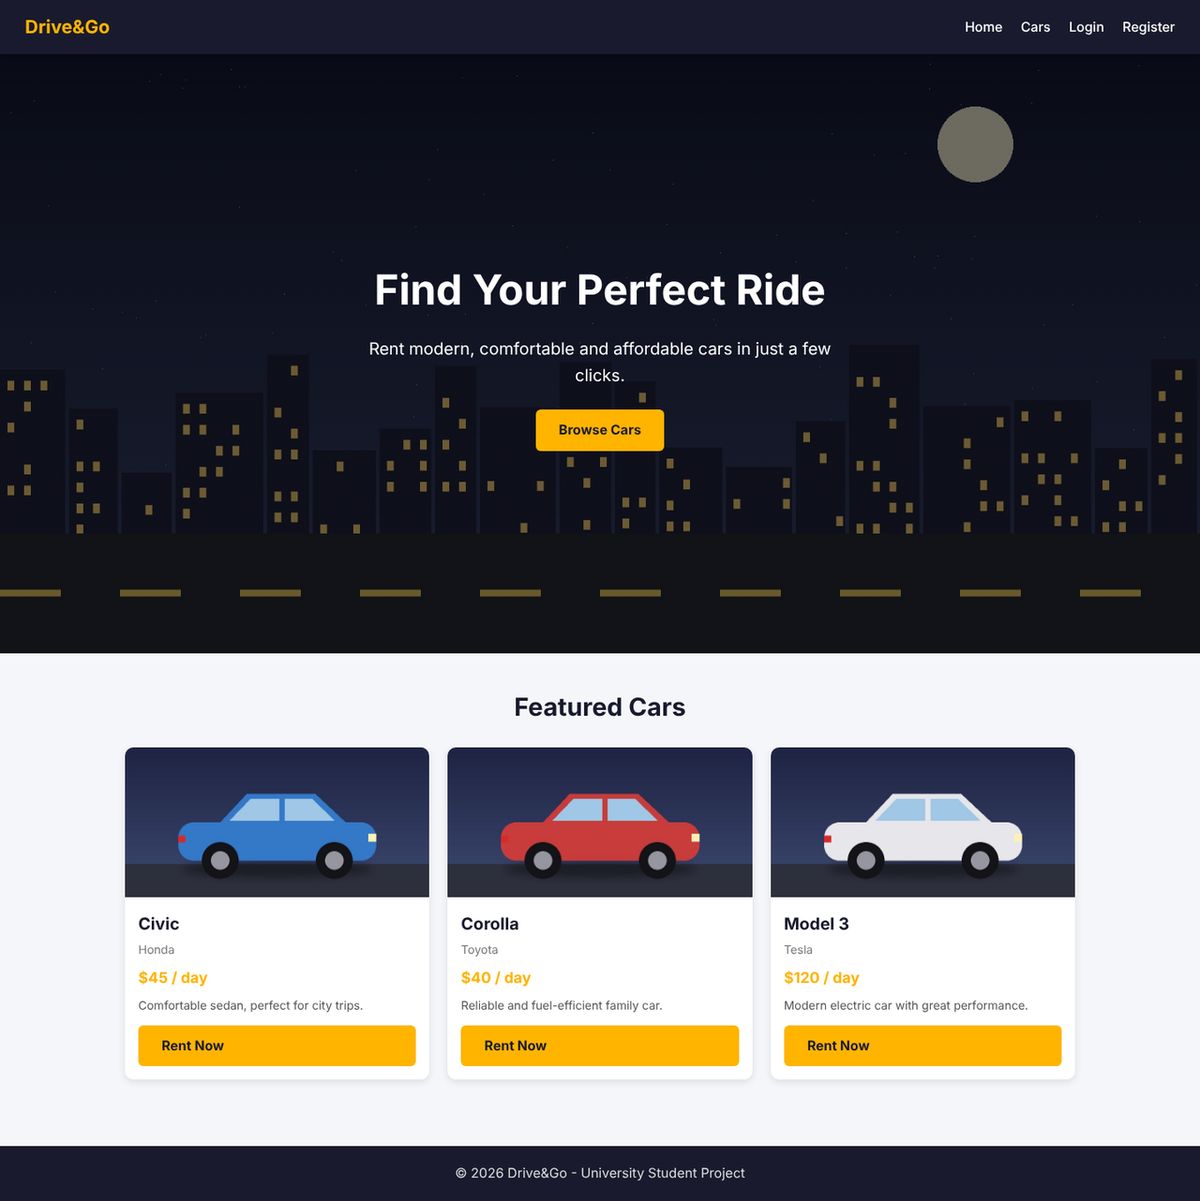 Drive&Go
Home Cars Login Register
Find Your Perfect Ride
Rent modern, comfortable and affordable cars in just a few
clicks.
Browse Cars
Featured Cars
Civic
Honda
$45 / day
Comfortable sedan, perfect for city trips.
Rent Now
Corolla
Toyota
$40 / day
Reliable and fuel-efficient family car.
Rent Now
Model 3
Tesla
$120 / day
Modern electric car with great performance.
Rent Now
© 2026 Drive&Go - University Student Project